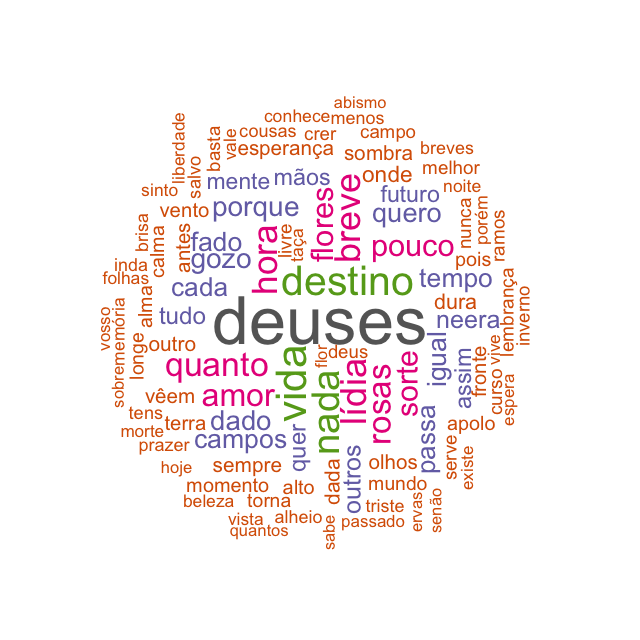 abismo
conhece
menos
cousas
crer
campo
liberdade
basta
vale
esperança
sombra
breves
onde
melhor
salvo
mente
mãos
futuro
noite
sinto
vento
porque
flores
breve
quero
nunca
porém
ramos
brisa
calma
antes
fado
hora
livre
taça
pouco
pois
inda
folhas
gozo
destino
tempo
cada
alma
lembrança
inverno
vosso
sobre
memória
longe
tudo
deuses
dura
neera
outro
flor
deus
igual
vive
quanto
vida
nada
lídia
rosas
sorte
assim
fronte
curso
espera
vêem
amor
tens
terra
dado
passa
apolo
morte
prazer
campos
quer
outros
serve
existe
hoje
sempre
dada
olhos
momento
alto
mundo
beleza
torna
triste
ervas
senão
vista
alheio
sabe
passado
quantos